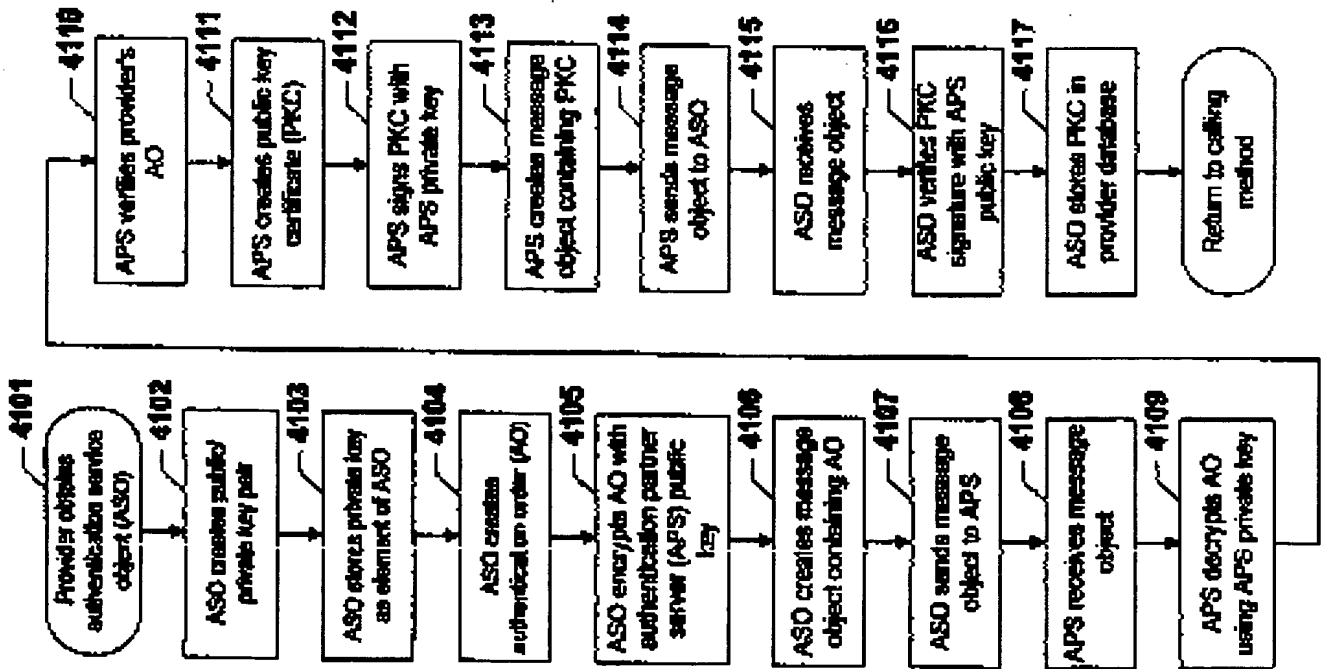 4101
Provider obtains
authentication service
object (ASO)
4102
ASO creates public/
private key pair
4103
ASO stores private key
as element of ASO
4104
ASO creates
authentication order (AO)
4105
ASO encrypts AO with
authentication partner
server (APS) public
key
4106
ASO creates message
object containing AO
4107
ASO sends message
object to APS
4108
APS receives message
object
4109
APS decrypts AO
using APS private key
4110
APS verifies provider's
AO
4111
APS creates public key
certificate (PKC)
4112
APS signs PKC with
APS private key
4113
APS creates message
object containing PKC
4114
APS sends message
object to ASO
4115
ASO receives
message object
4116
ASO verifies PKC
signature with APS
public key
4117
ASO stores PKC in
provider database
Return to calling
method